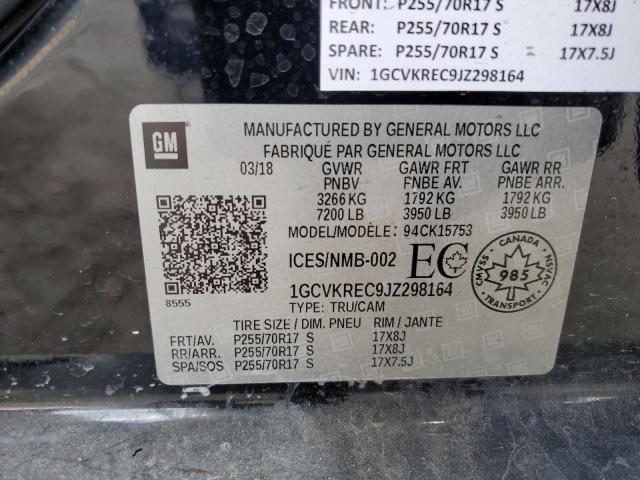 FRONT: P255/70R17 S 17X8J
REAR: P255/70R17 S 17X8J
SPARE: P255/70R17 S 17X7.5J
VIN: 1GCVKREC9JZ298164
GM
MANUFACTURED BY GENERAL MOTORS LLC
FABRIQUÉ PAR GENERAL MOTORS LLC
03/18 GVWR GAWR FRT GAWR RR
PNBV PNBE AV. PNBE ARR.
3266 KG 1792 KG 1792 KG
7200 LB 3950 LB 3950 LB
MODEL/MODÈLE: 94CK15753
ICES/NMB-002 EC
CANADA
CMVSS 985 NSVAC
TRANSPORT
1GCVKREC9JZ298164
8555
TYPE: TRU/CAM
TIRE SIZE / DIM. PNEU RIM / JANTE
FRT/AV. P255/70R17 S 17X8J
RR/ARR. P255/70R17 S 17X8J
SPA/SOS P255/70R17 S 17X7.5J